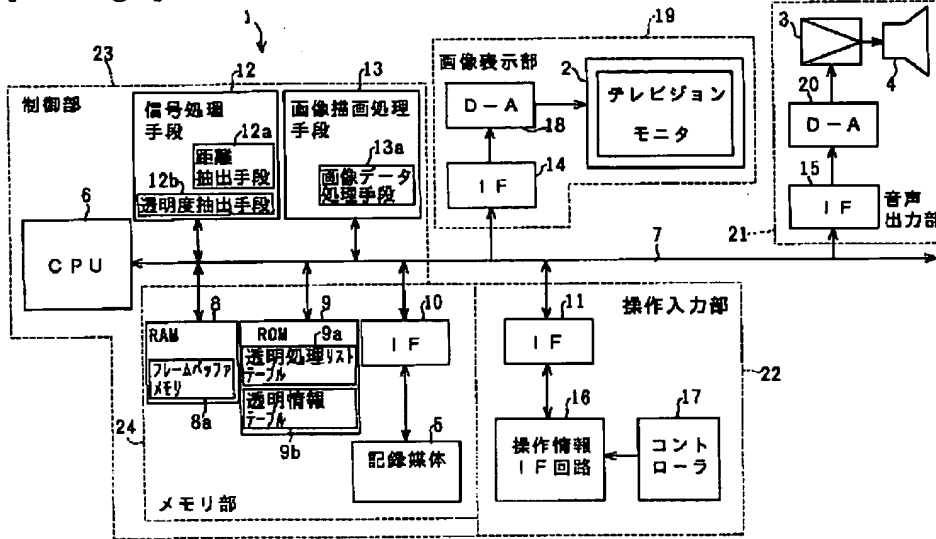 1
23
制御部
12
信号処理
手段
12a
距離
抽出手段
12b
透明度抽出手段
13
画像描画処理
手段
13a
画像データ
処理手段
6
CPU
19
画像表示部
D-A
18
2
テレビジョン
モニタ
14
IF
3
4
20
D-A
15
IF
音声
出力部
21
7
8
RAM
フレームバッファ
メモリ
8a
9
ROM
9a
透明処理リスト
テーブル
透明情報
テーブル
9b
10
IF
5
記録媒体
24
メモリ部
操作入力部
11
IF
22
16
操作情報
IF回路
17
コント
ローラ